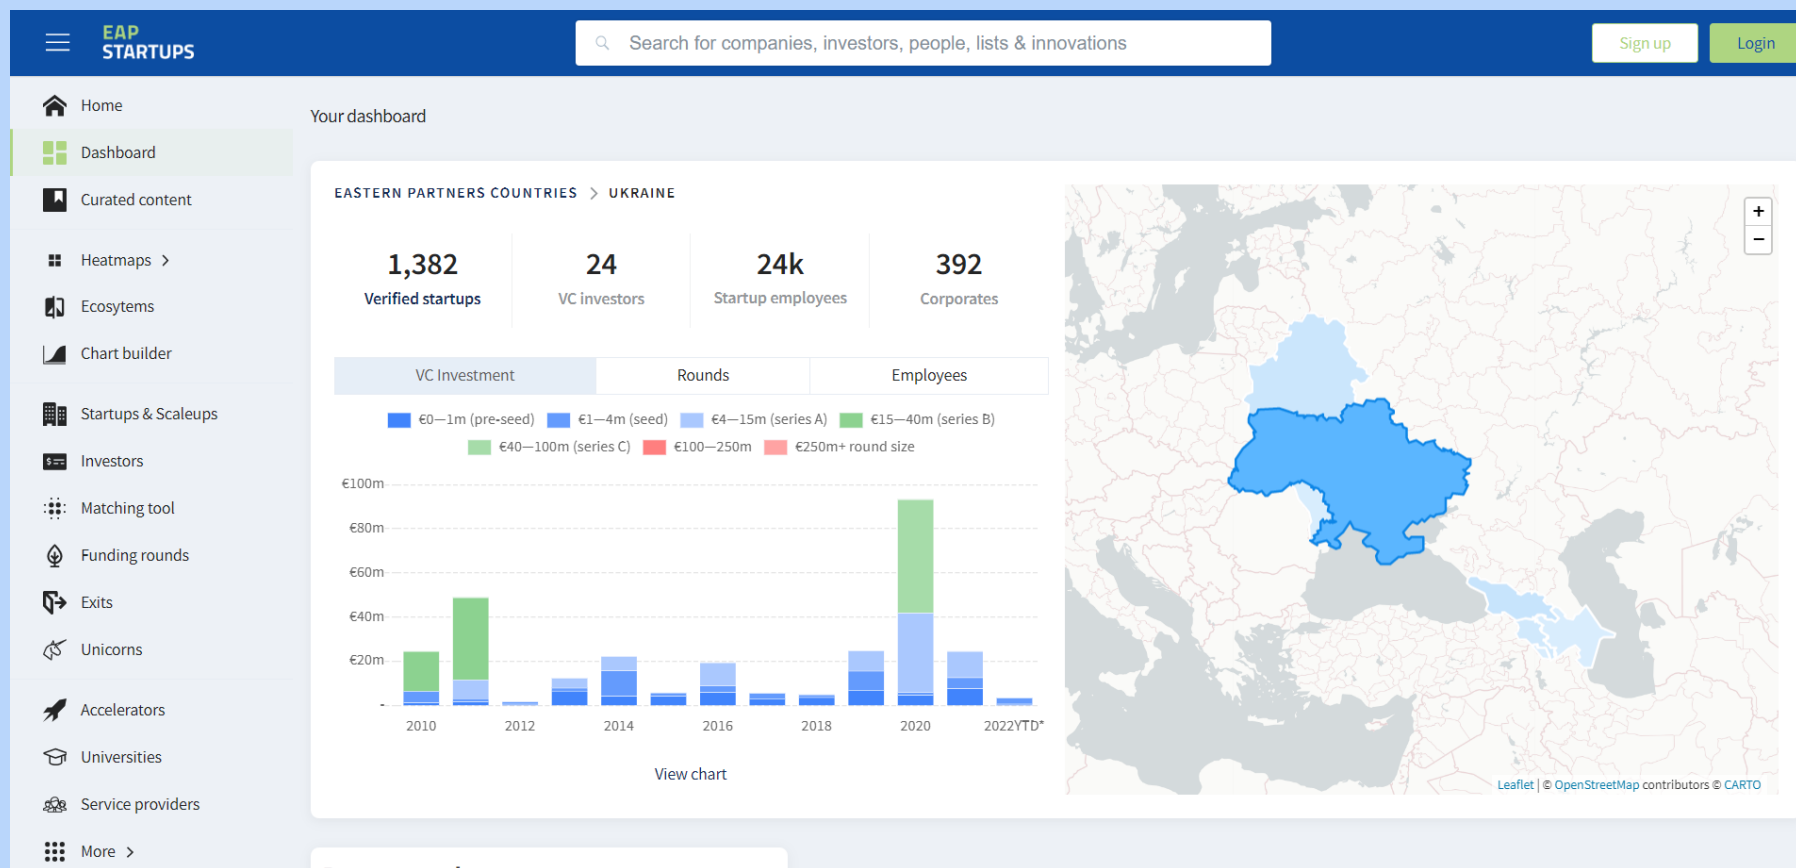 EAP
STARTUPS
Search for companies, investors, people, lists & innovations
Sign up
Login
Home
Dashboard
Curated content
Heatmaps
Ecosytems
Chart builder
Startups & Scaleups
Investors
Matching tool
Funding rounds
Exits
Unicorns
Accelerators
Universities
Service providers
More
Your dashboard
EASTERN PARTNERS COUNTRIES > UKRAINE
1,382
Verified startups
24
VC investors
24k
Startup employees
392
Corporates
VC Investment
Rounds
Employees
€0—1m (pre-seed) €1—4m (seed) €4—15m (series A) €15—40m (series B)
€40—100m (series C) €100—250m €250m+ round size
€100m
€80m
€60m
€40m
€20m
-
2010 2012 2014 2016 2018 2020 2022YTD*
View chart
+
−
Leaflet | © OpenStreetMap contributors © CARTO